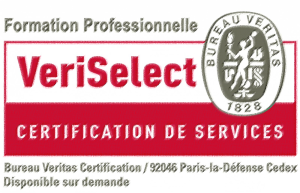 Formation Professionnelle
VeriSelect
BUREAU VERITAS
1828
CERTIFICATION DE SERVICES
Bureau Veritas Certification / 92046 Paris-la-Défense Cedex
Disponible sur demande